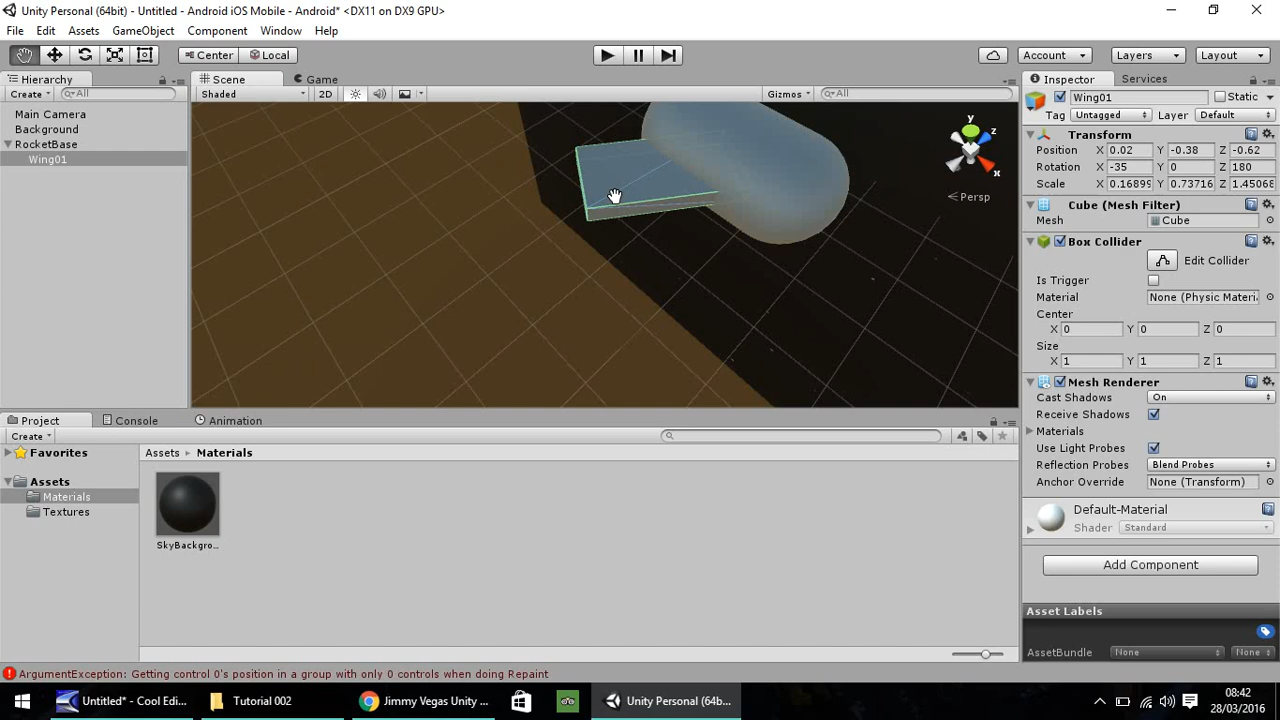 Unity Personal (64bit) - Untitled - Android iOS Mobile - Android* <DX11 on DX9 GPU>
File Edit Assets GameObject Component Window Help
Center Local Account Layers Layout
Hierarchy
Create All
Main Camera
Background
RocketBase
Wing01
Scene Game
Shaded 2D Gizmos All
y
z
x
Persp
Inspector Services
Wing01 Static
Tag Untagged Layer Default
Transform
Position X 0.02 Y -0.38 Z -0.62
Rotation X -35 Y 0 Z 180
Scale X 0.16899 Y 0.73716 Z 1.45068
Cube (Mesh Filter)
Mesh Cube
Box Collider
Edit Collider
Is Trigger
Material None (Physic Materi
Center
X 0 Y 0 Z 0
Size
X 1 Y 1 Z 1
Mesh Renderer
Cast Shadows On
Receive Shadows
Materials
Use Light Probes
Reflection Probes Blend Probes
Anchor Override None (Transform)
Default-Material
Shader Standard
Add Component
Asset Labels
AssetBundle None None
Project Console Animation
Create
Favorites
Assets
Materials
Textures
Assets Materials
SkyBackgro...
ArgumentException: Getting control 0's position in a group with only 0 controls when doing Repaint
Untitled* - Cool Edi... Tutorial 002 Jimmy Vegas Unity ... Unity Personal (64b... 08:42
28/03/2016